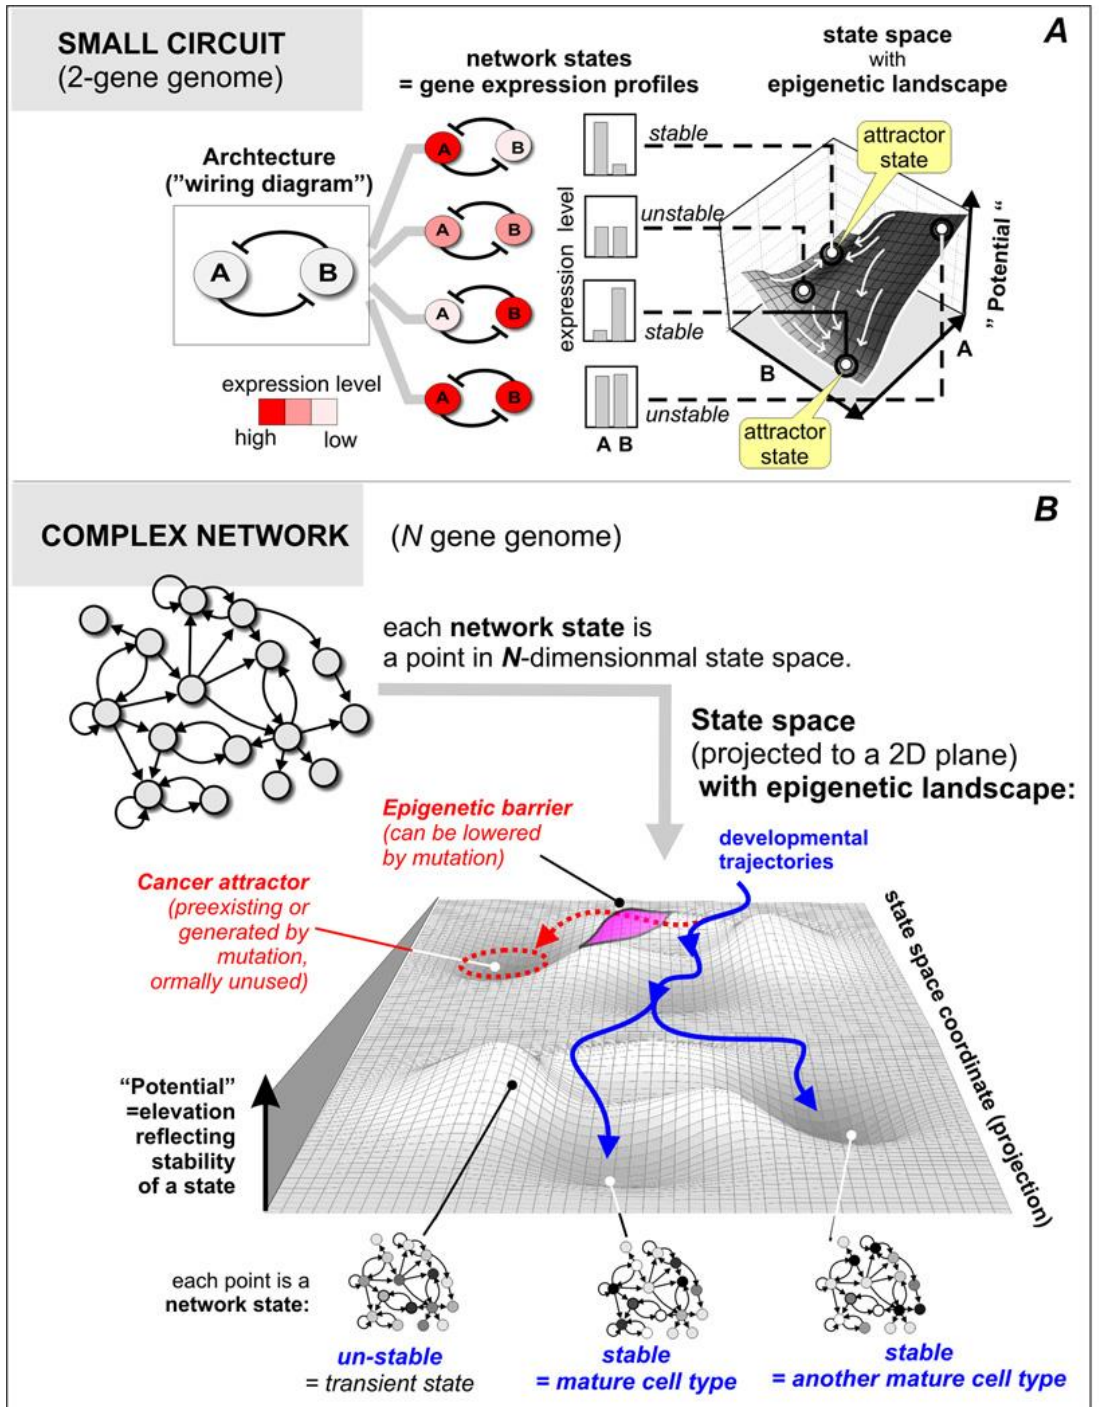 A
SMALL CIRCUIT
(2-gene genome)
network states
= gene expression profiles
state space
with
epigenetic landscape
Archtecture
("wiring diagram")
A
B
expression level
high
low
A
B
A
B
A
B
A
B
expression level
A B
stable
unstable
stable
unstable
attractor
state
attractor
state
B
A
" Potential "
B
COMPLEX NETWORK
(N gene genome)
each network state is
a point in N-dimensionmal state space.
State space
(projected to a 2D plane)
with epigenetic landscape:
Epigenetic barrier
(can be lowered
by mutation)
developmental
trajectories
Cancer attractor
(preexisting or
generated by
mutation,
ormally unused)
state space coordinate (projection)
"Potential"
=elevation
reflecting
stability
of a state
each point is a
network state:
un-stable
= transient state
stable
= mature cell type
stable
= another mature cell type